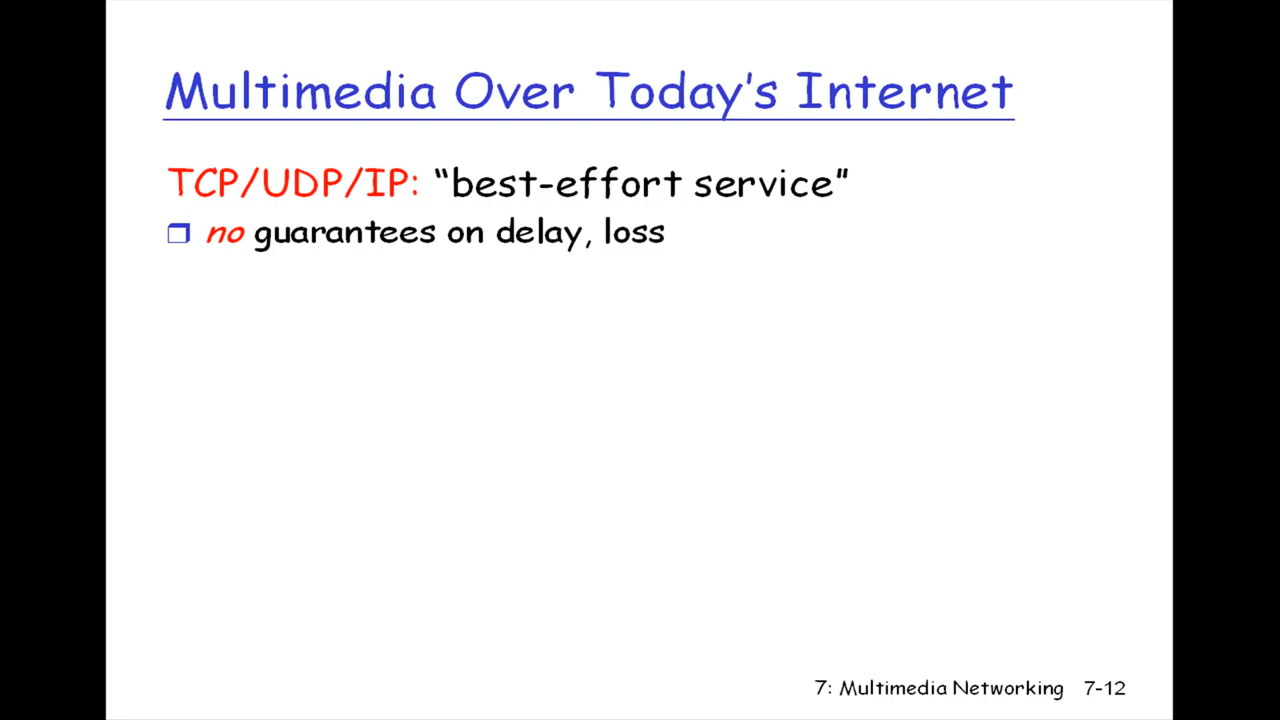 Multimedia Over Today's Internet
TCP/UDP/IP: “best-effort service”
no guarantees on delay, loss
7: Multimedia Networking 7-12